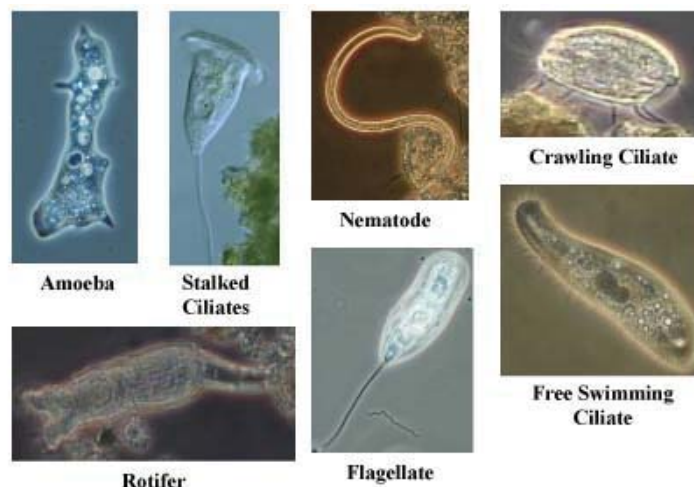 Amoeba
Stalked
Ciliates
Nematode
Crawling Ciliate
Rotifer
Flagellate
Free Swimming
Ciliate